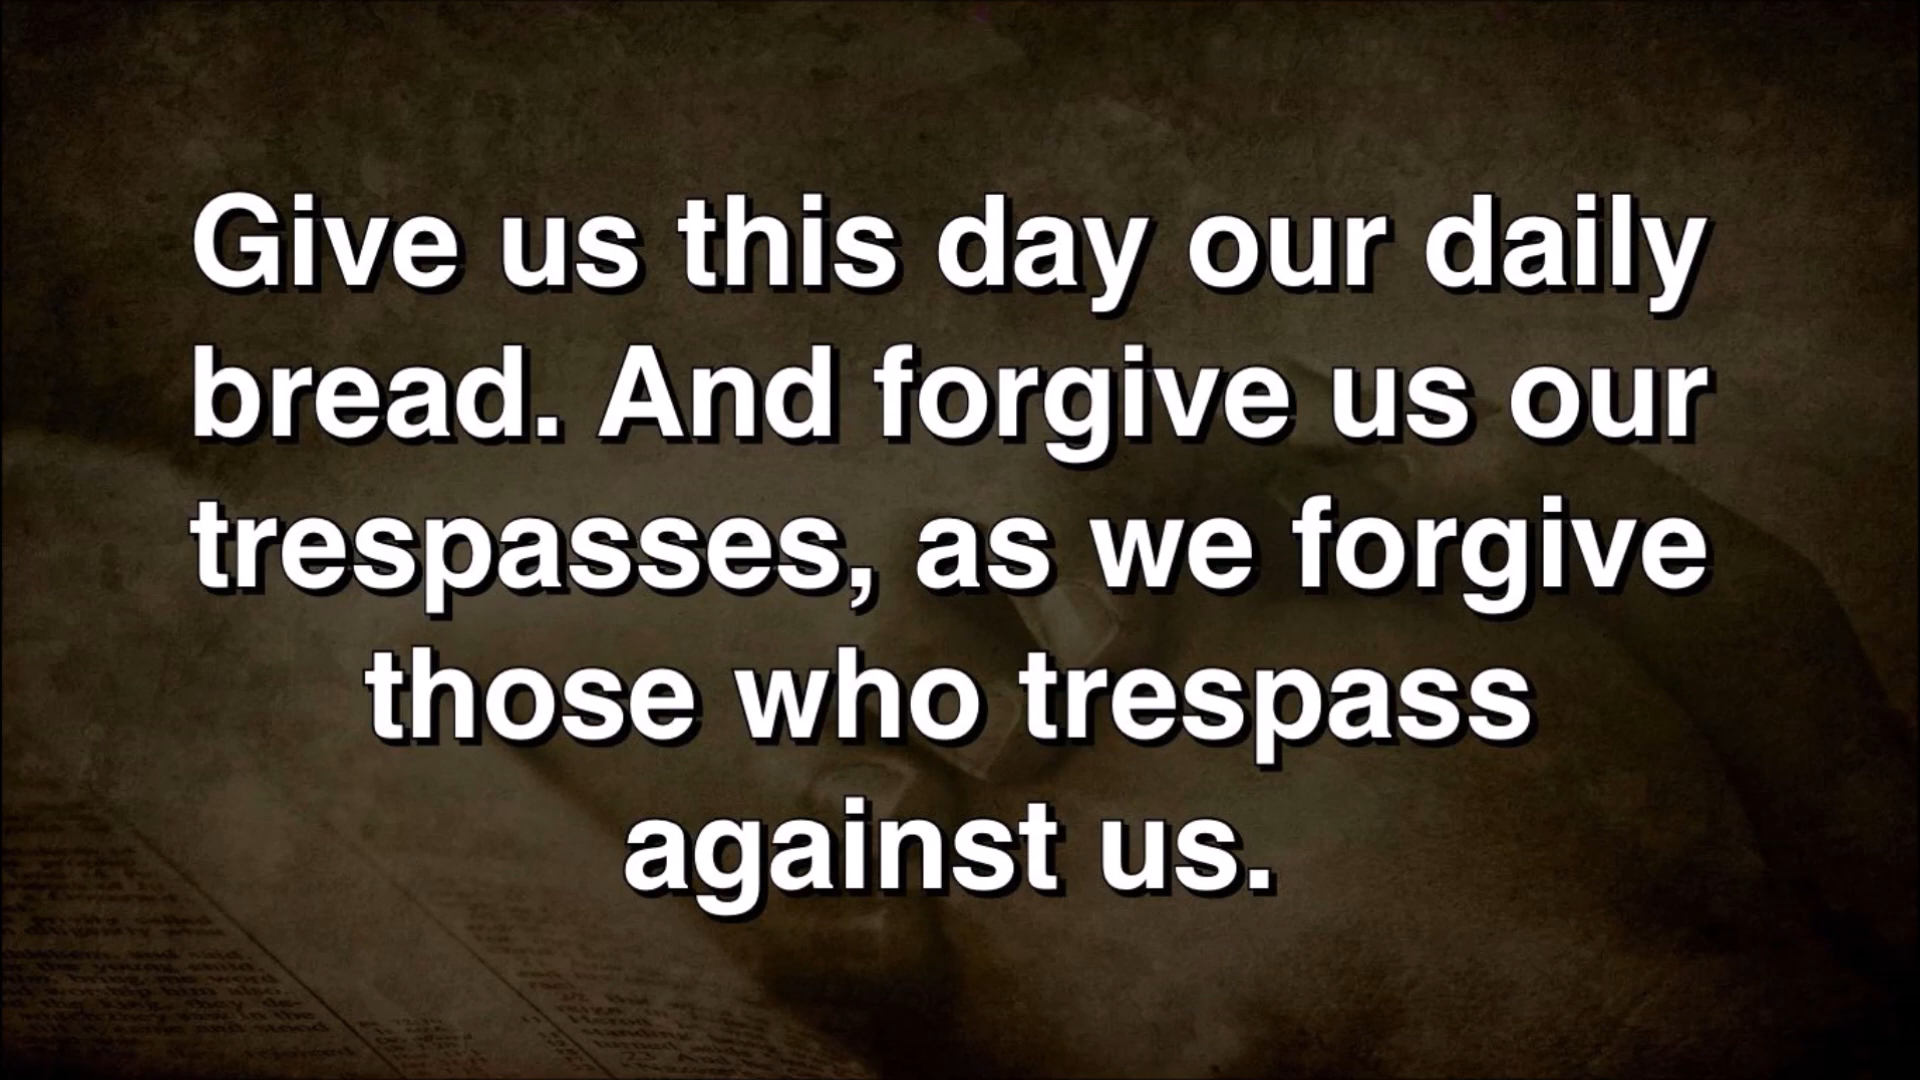 Give us this day our daily
bread. And forgive us our
trespasses, as we forgive
those who trespass
against us.